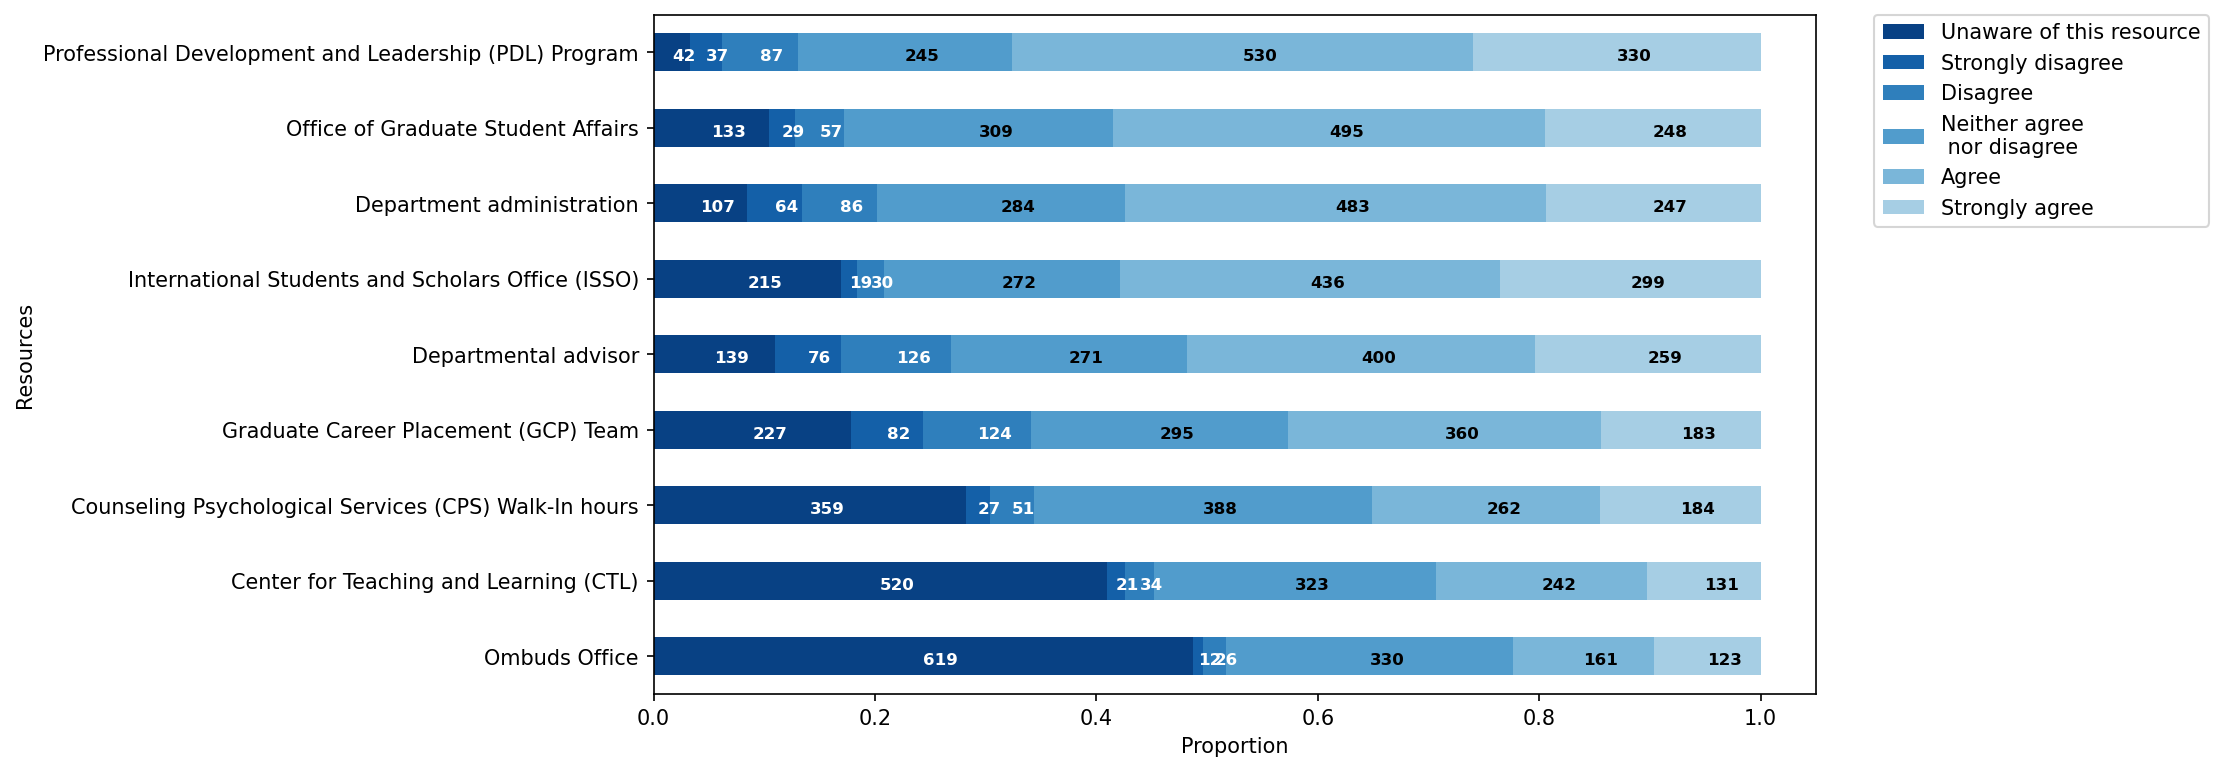 Professional Development and Leadership (PDL) Program
42 37 87 245 530 330
Office of Graduate Student Affairs
133 29 57 309 495 248
Department administration
107 64 86 284 483 247
International Students and Scholars Office (ISSO)
215 19 30 272 436 299
Departmental advisor
139 76 126 271 400 259
Graduate Career Placement (GCP) Team
227 82 124 295 360 183
Counseling Psychological Services (CPS) Walk-In hours
359 27 51 388 262 184
Center for Teaching and Learning (CTL)
520 21 34 323 242 131
Ombuds Office
619 12 26 330 161 123
Resources
0.0 0.2 0.4 0.6 0.8 1.0
Proportion
Unaware of this resource
Strongly disagree
Disagree
Neither agree
nor disagree
Agree
Strongly agree